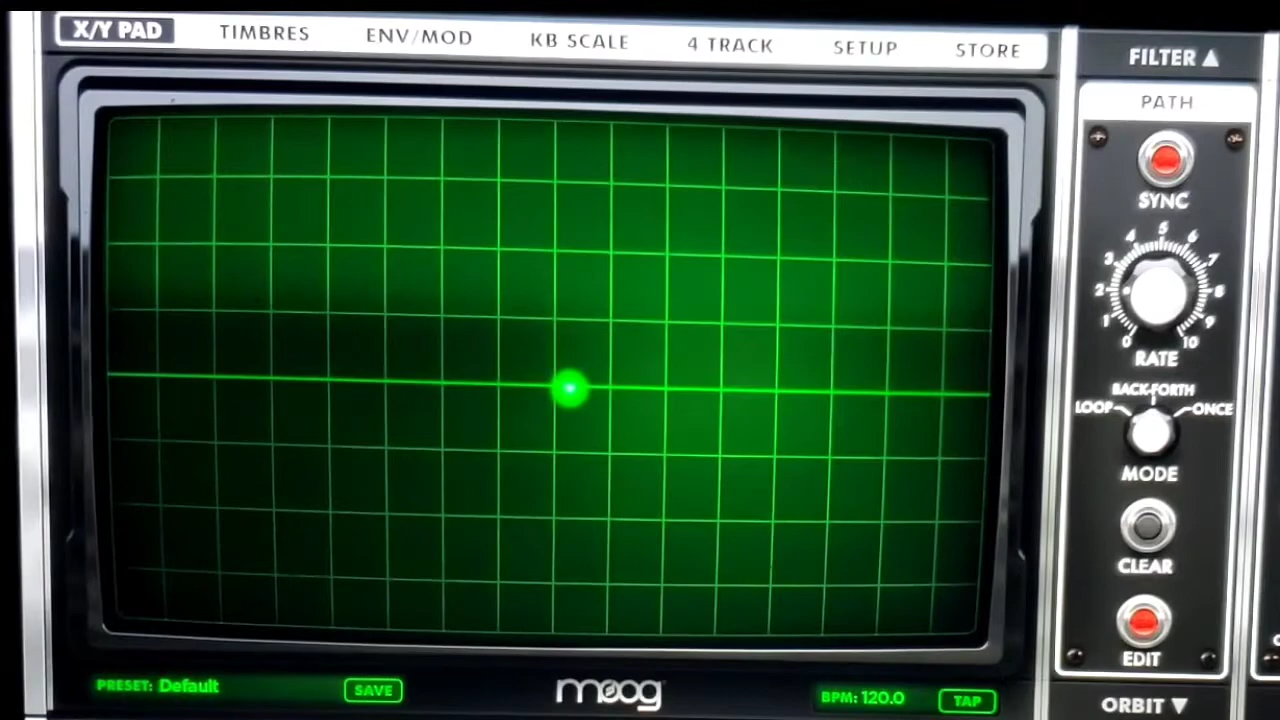 X/Y PAD TIMBRES ENV/MOD KB SCALE 4 TRACK SETUP STORE
FILTER ▲
PATH
SYNC
0 1 2 3 4 5 6 7 8 9 10
RATE
BACK-FORTH
LOOP ONCE
MODE
CLEAR
EDIT
ORBIT ▼
PRESET: Default SAVE moog BPM: 120.0 TAP